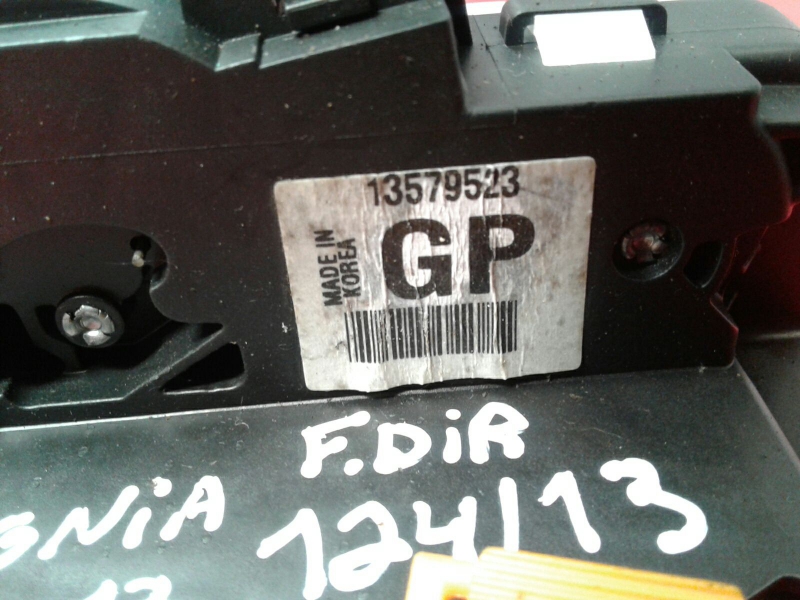 13579523
MADE IN
KOREA
GP
F.DiR
GNiA 124/13